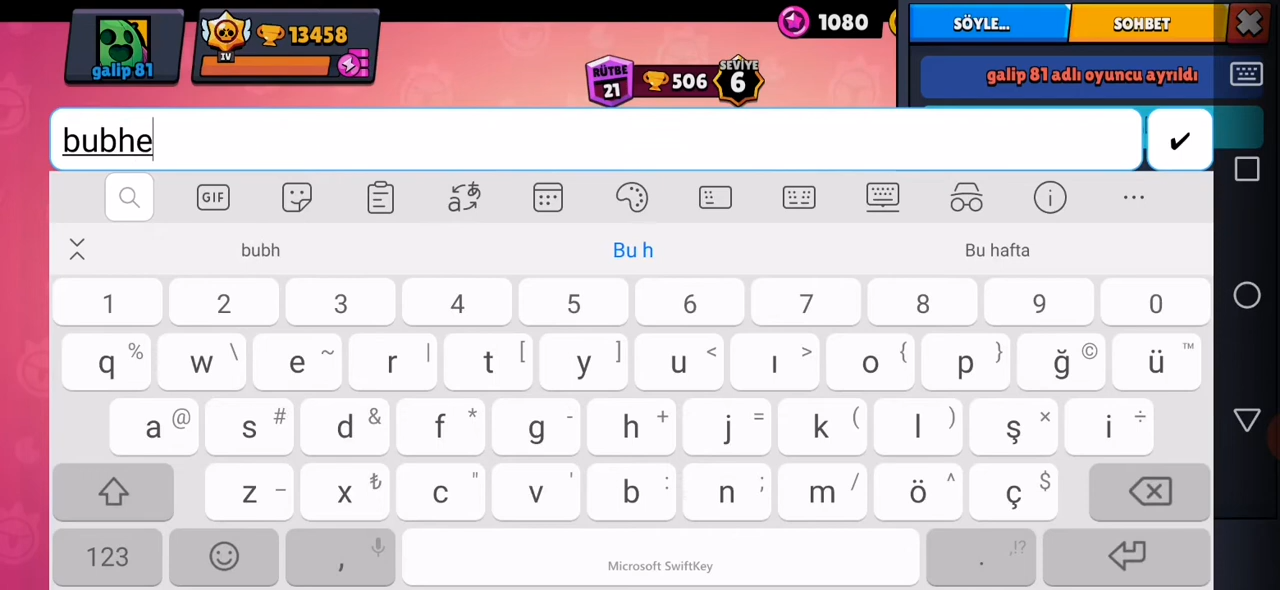 galip 81
IV
13458
RÜTBE
21
506
SEVİYE
6
1080
SÖYLE...
SOHBET
galip 81 adlı oyuncu ayrıldı
bubhe
GIF
bubh
Bu h
Bu hafta
1 2 3 4 5 6 7 8 9 0
q % w \ e ~ r | t [ y ] u < ı > o { p } ğ © ü ™
a @ s # d & f * g - h + j = k ( l ) ş × i ÷
z _ x ₺ c " v ' b : n ; m / ö ^ ç $
123 , Microsoft SwiftKey . ,!?